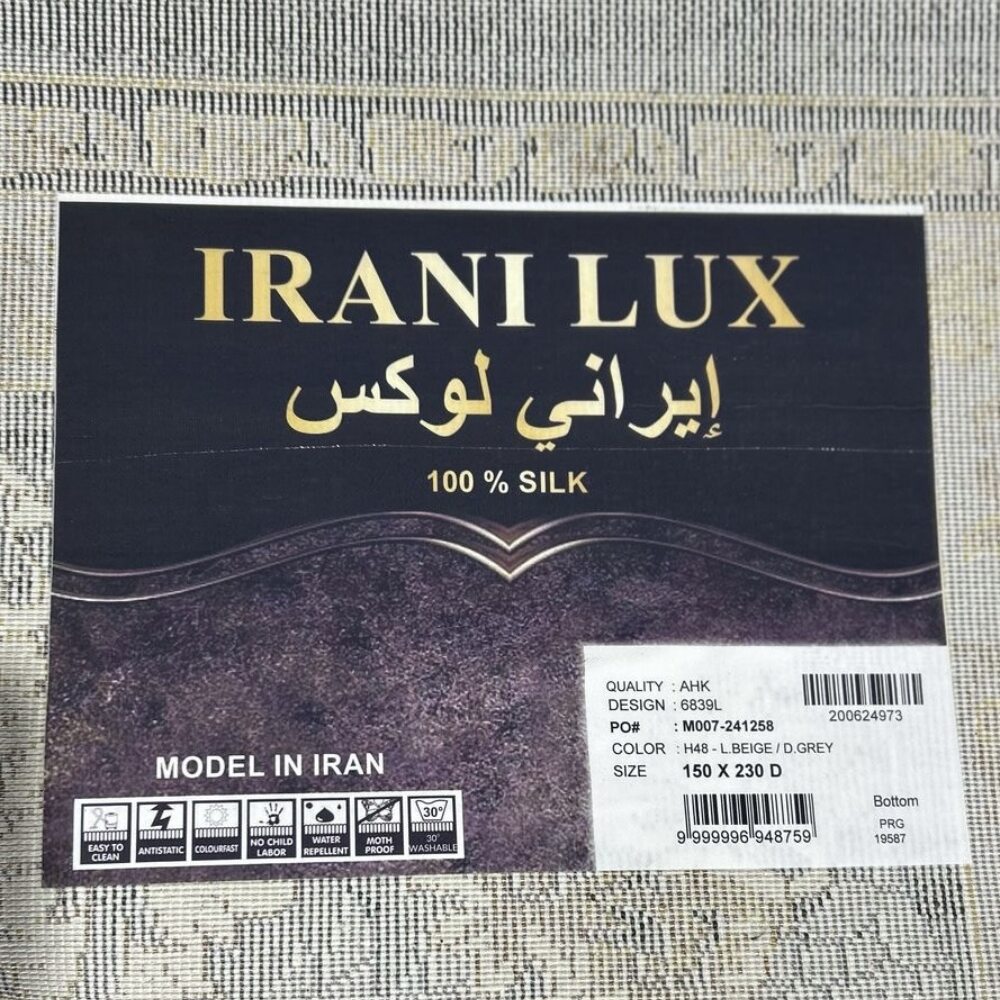 IRANI LUX
إيراني لوكس
100 % SILK
QUALITY : AHK
DESIGN : 6839L
PO# : M007-241258
COLOR : H48 - L.BEIGE / D.GREY
SIZE 150 X 230 D
200624973
9 999996 948759
Bottom
PRG
19587
MODEL IN IRAN
EASY TO CLEAN
ANTISTATIC
COLOURFAST
NO CHILD LABOR
WATER REPELLENT
MOTH PROOF
30°
30° WASHABLE